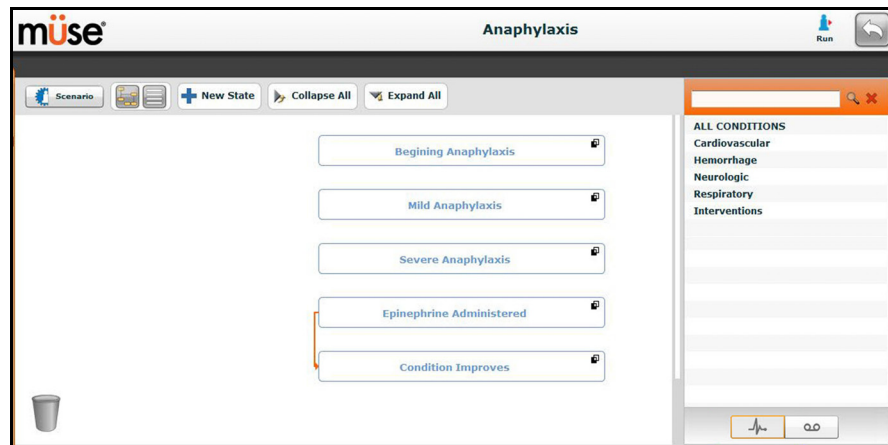 müse®
Anaphylaxis
Run
Scenario
New State
Collapse All
Expand All
Begining Anaphylaxis
Mild Anaphylaxis
Severe Anaphylaxis
Epinephrine Administered
Condition Improves
ALL CONDITIONS
Cardiovascular
Hemorrhage
Neurologic
Respiratory
Interventions